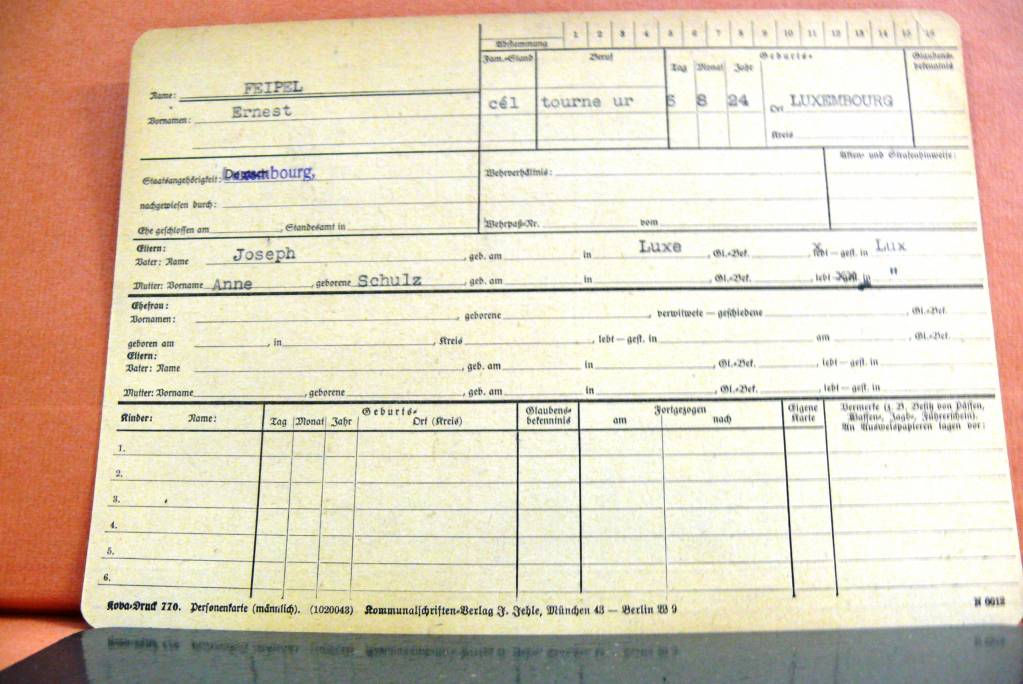 Abstammung 1 2 3 4 5 6 7 8 9 10 11 12 13 14 15 16
Fam.-Stand Beruf Geburts- Glaubens-
Tag Monat Jahr bekenntnis
Name: FEIPEL
cél tourne ur 5 8 24 Ort LUXEMBOURG
Vornamen: Ernest
Kreis
Akten- und Strafenhinweise:
Staatsangehörigkeit: Luxembourg, Wehrverhältnis:
nachgewiesen durch:
Ehe geschlossen am , Standesamt in Wehrpaß-Nr. vom
Eltern:
Vater: Name Joseph , geb. am in Luxe , Gl.-Bek. , lebt — gest. in Lux
Mutter: Vorname Anne , geborene Schulz , geb. am in , Gl.-Bek. , lebt in "
Ehefrau:
Vornamen: , geborene , verwitwete — geschiedene , Gl.-Bek.
geboren am , in , Kreis , lebt — gest. in am , Gl.-Bek.
Eltern:
Vater: Name , geb. am in , Gl.-Bek. , lebt — gest. in
Mutter: Vorname , geborene , geb. am in , Gl.-Bek. , lebt — gest. in
Kinder: Name: Geburts- Glaubens- Fortgezogen Eigene Vermerke (z. B. Besitz von Pässen,
Tag Monat Jahr Ort (Kreis) bekenntnis am nach Karte Waffen-, Jagd-, Führerschein).
An Ausweispapieren lagen vor:
1.
2.
3.
4.
5.
6.
Kova-Druck 770. Personenkarte (männlich). (1020043) Kommunalschriften-Verlag J. Jehle, München 43 — Berlin W 9